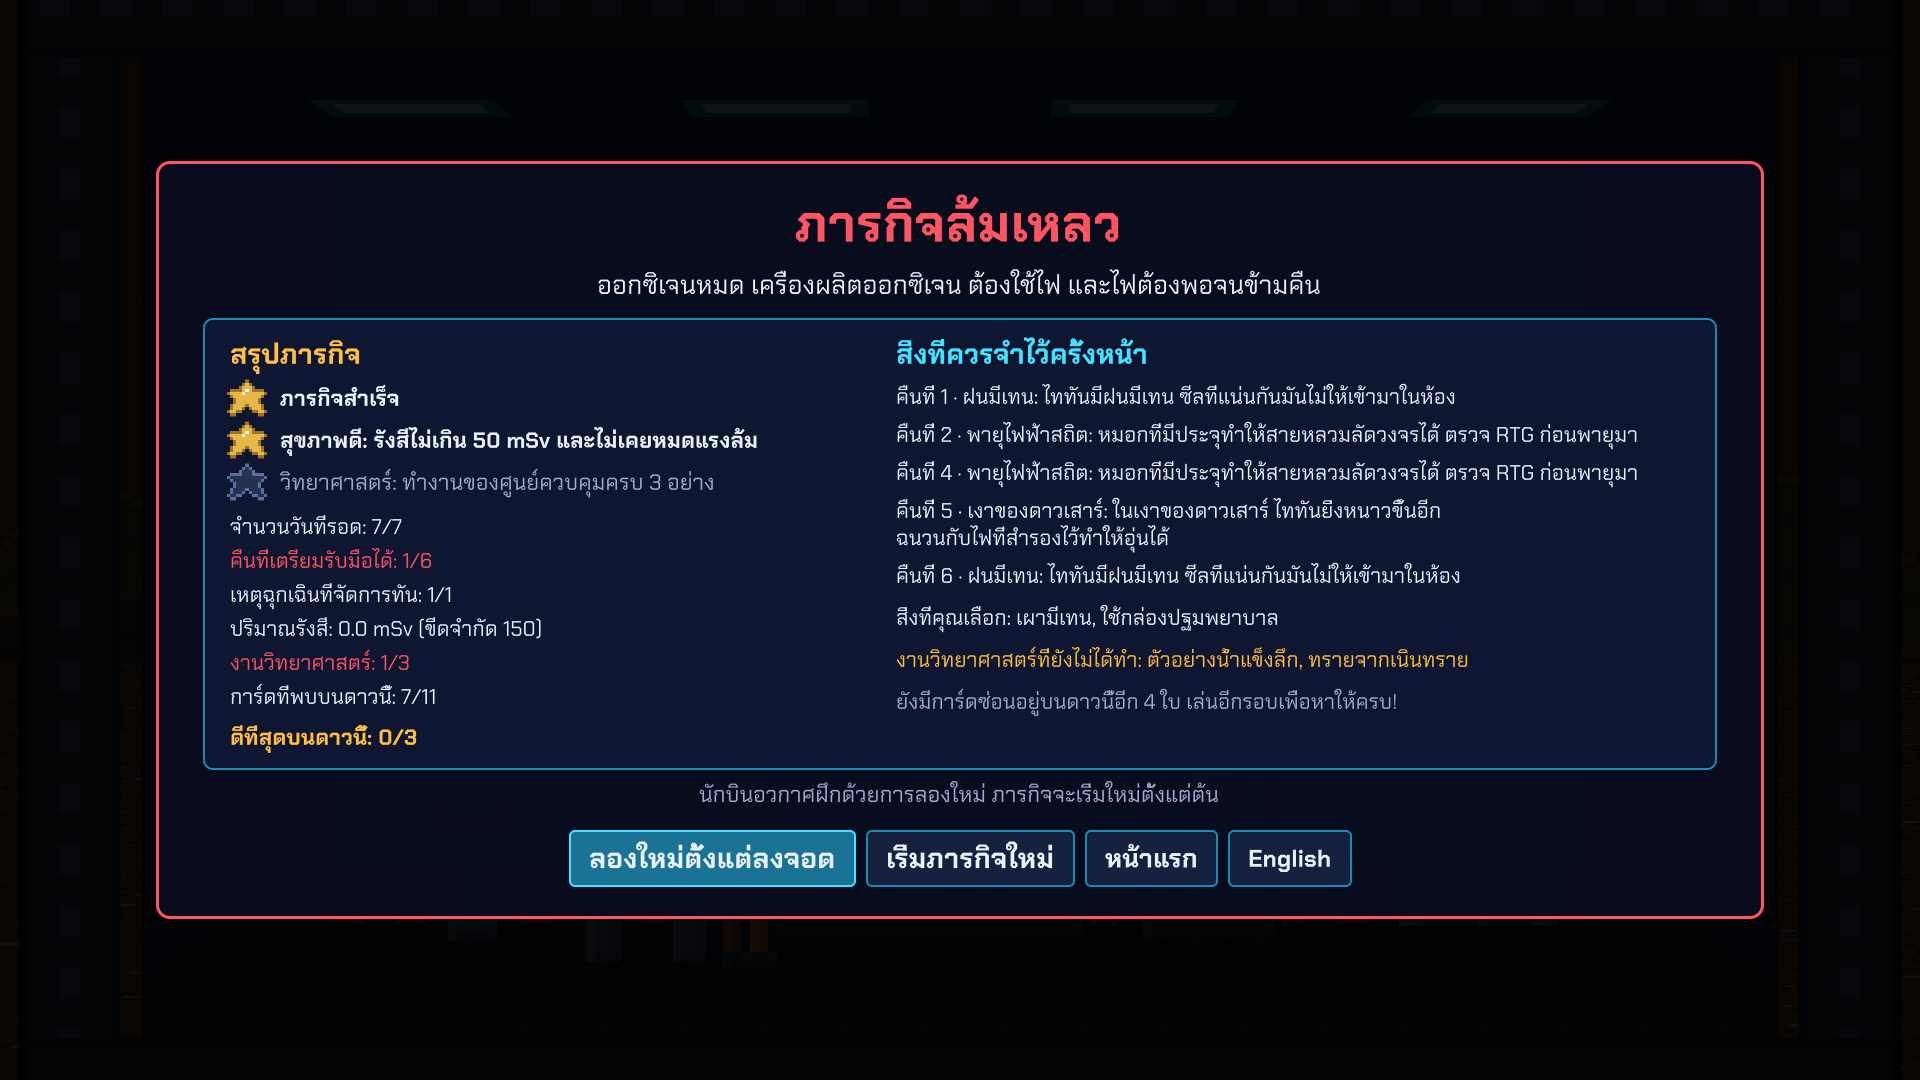 ภารกิจล้มเหลว
ออกซิเจนหมด เครื่องผลิตออกซิเจน ต้องใช้ไฟ และไฟต้องพอจนข้ามคืน
สรุปภารกิจ
ภารกิจสำเร็จ
สุขภาพดี: รังสีไม่เกิน 50 mSv และไม่เคยหมดแรงล้ม
วิทยาศาสตร์: ทำงานของศูนย์ควบคุมครบ 3 อย่าง
จำนวนวันที่รอด: 7/7
คืนที่เตรียมรับมือได้: 1/6
เหตุฉุกเฉินที่จัดการทัน: 1/1
ปริมาณรังสี: 0.0 mSv (ขีดจำกัด 150)
งานวิทยาศาสตร์: 1/3
การ์ดที่พบบนดาวนี้: 7/11
ดีที่สุดบนดาวนี้: 0/3
สิ่งที่ควรจำไว้ครั้งหน้า
คืนที่ 1 · ฝนมีเทน: ไททันมีฝนมีเทน ซีลที่แน่นกันมันไม่ให้เข้ามาในห้อง
คืนที่ 2 · พายุไฟฟ้าสถิต: หมอกที่มีประจุทำให้สายหลวมลัดวงจรได้ ตรวจ RTG ก่อนพายุมา
คืนที่ 4 · พายุไฟฟ้าสถิต: หมอกที่มีประจุทำให้สายหลวมลัดวงจรได้ ตรวจ RTG ก่อนพายุมา
คืนที่ 5 · เงาของดาวเสาร์: ในเงาของดาวเสาร์ ไททันยิ่งหนาวขึ้นอีก
ฉนวนกับไฟที่สำรองไว้ทำให้อุ่นได้
คืนที่ 6 · ฝนมีเทน: ไททันมีฝนมีเทน ซีลที่แน่นกันมันไม่ให้เข้ามาในห้อง
สิ่งที่คุณเลือก: เผามีเทน, ใช้กล่องปฐมพยาบาล
งานวิทยาศาสตร์ที่ยังไม่ได้ทำ: ตัวอย่างน้ำแข็งลึก, ทรายจากเนินทราย
ยังมีการ์ดซ่อนอยู่บนดาวนี้อีก 4 ใบ เล่นอีกรอบเพื่อหาให้ครบ!
นักบินอวกาศฝึกด้วยการลองใหม่ ภารกิจจะเริ่มใหม่ตั้งแต่ต้น
ลองใหม่ตั้งแต่ลงจอด
เริ่มภารกิจใหม่
หน้าแรก
English